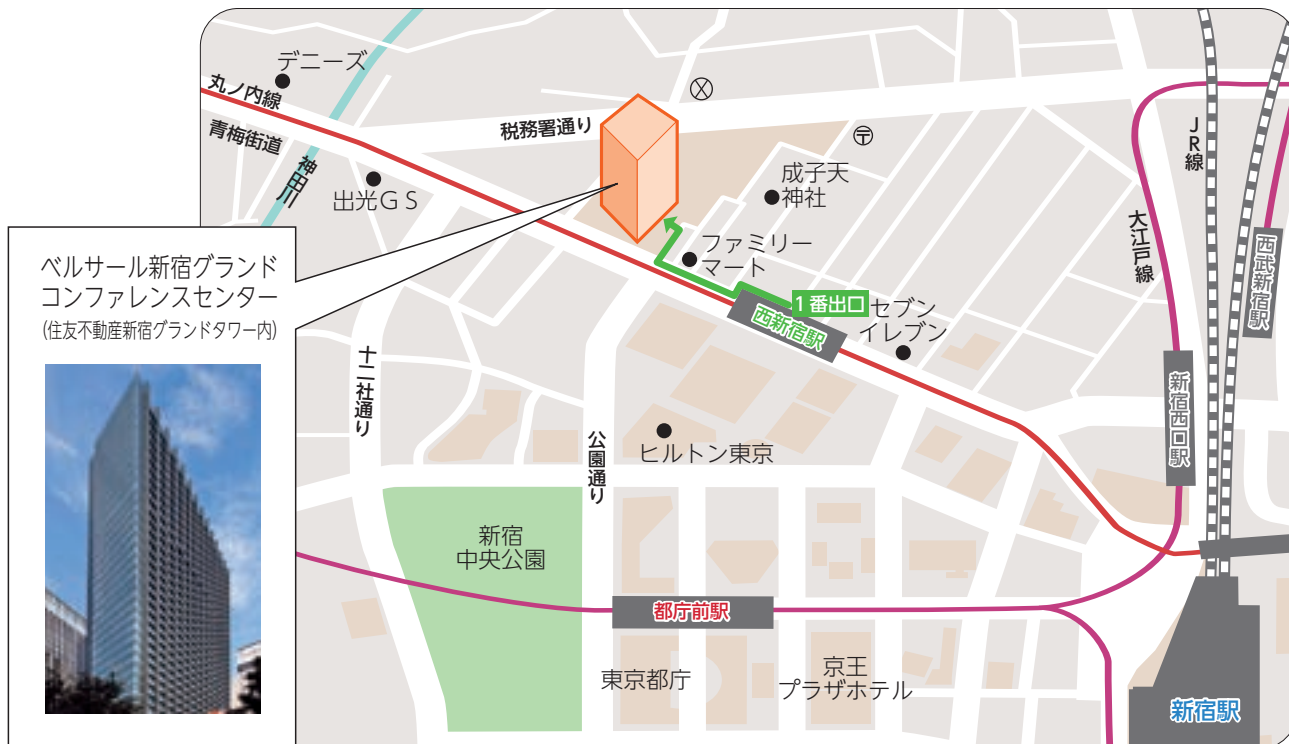 デニーズ
丸ノ内線
青梅街道
神田川
出光ＧＳ
税務署通り
〒
成子天
神社
ファミリー
マート
1番出口
西新宿駅
セブン
イレブン
ＪＲ線
大江戸線
西武新宿駅
新宿西口駅
ベルサール新宿グランド
コンファレンスセンター
(住友不動産新宿グランドタワー内)
十二社通り
公園通り
ヒルトン東京
新宿
中央公園
都庁前駅
東京都庁
京王
プラザホテル
新宿駅